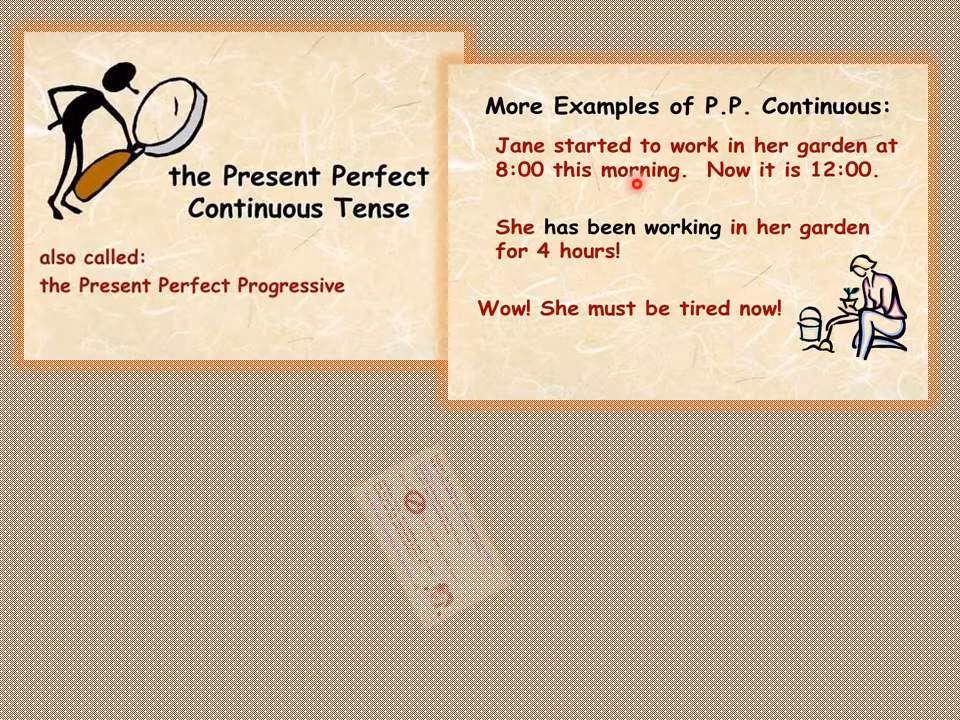 the Present Perfect
Continuous Tense
also called:
the Present Perfect Progressive
More Examples of P.P. Continuous:
Jane started to work in her garden at
8:00 this morning. Now it is 12:00.
She has been working in her garden
for 4 hours!
Wow! She must be tired now!